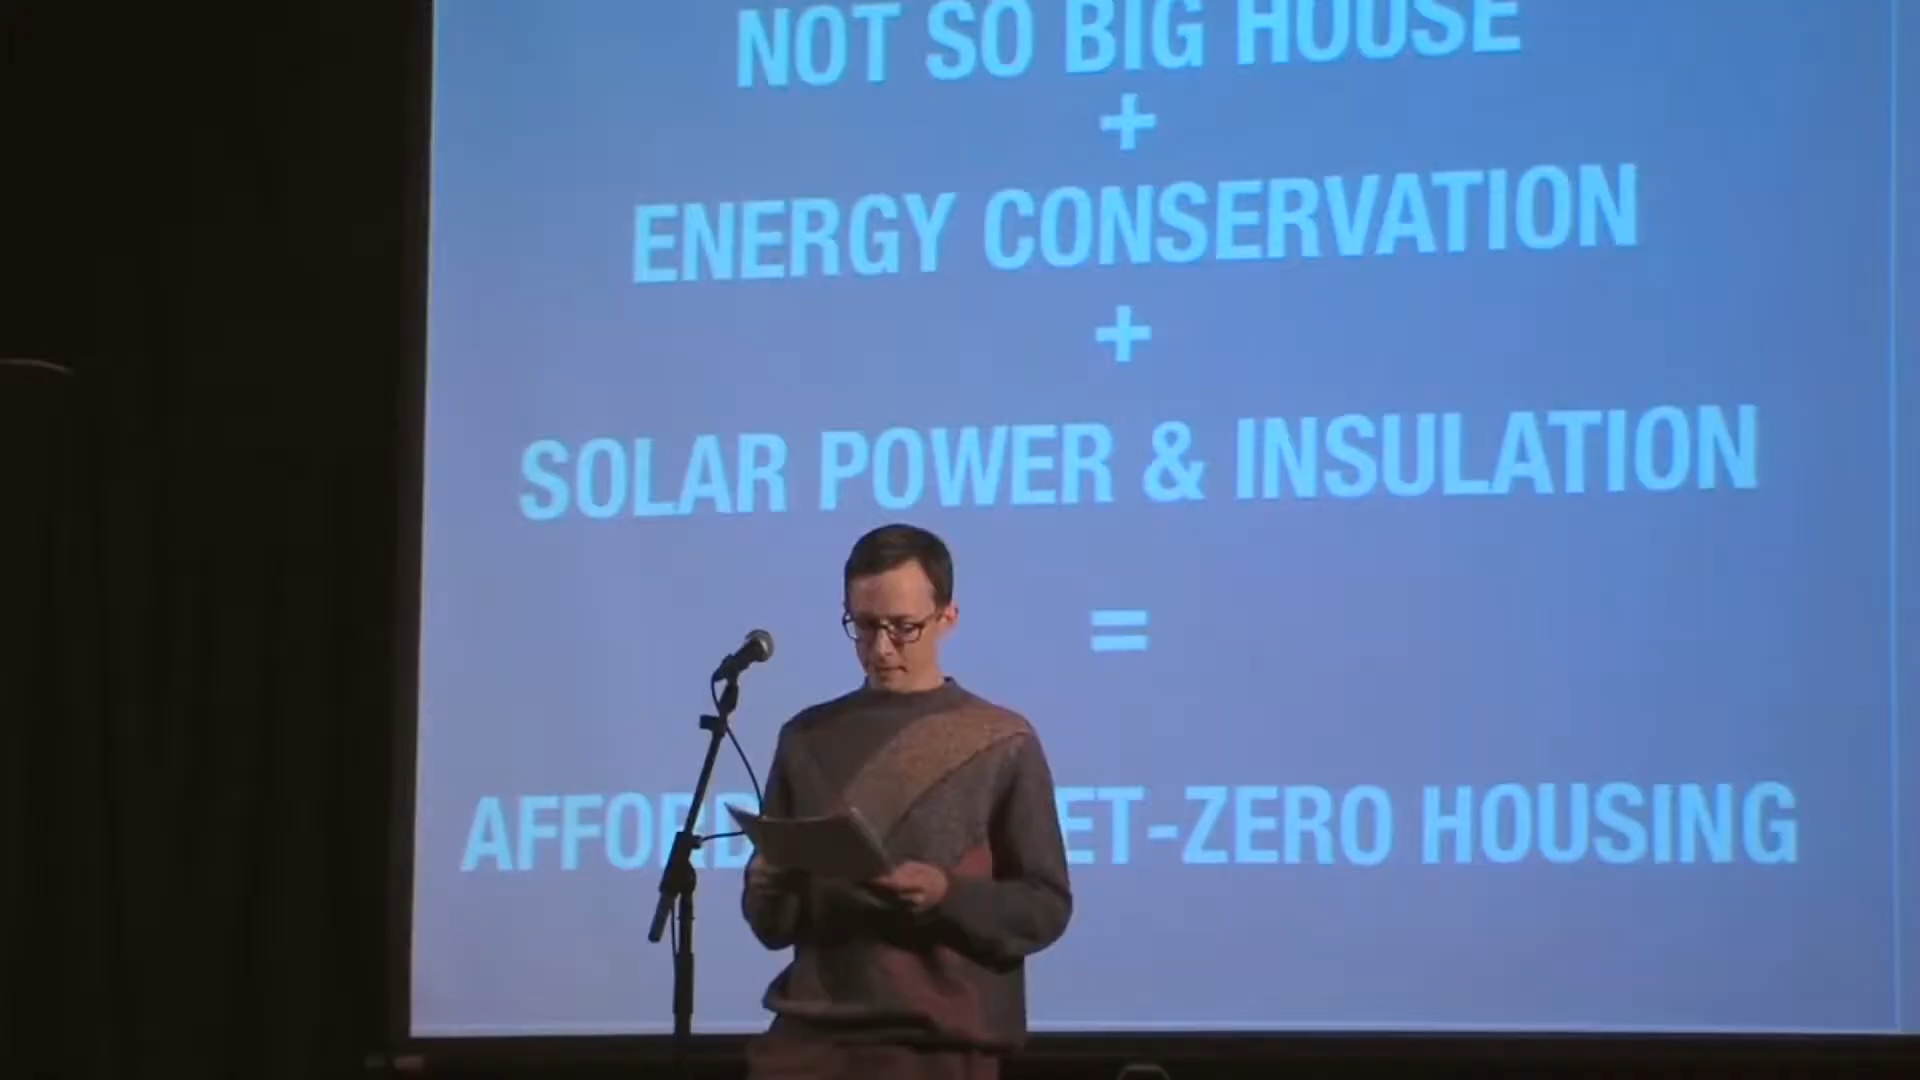 NOT SO BIG HOUSE
+
ENERGY CONSERVATION
+
SOLAR POWER & INSULATION
=
ZERO HOUSING